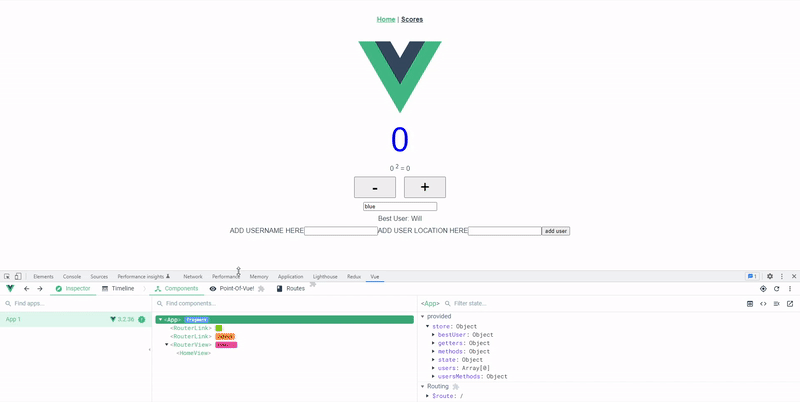 Home | Scores
0
0 2 = 0
- +
blue
Best User: Will
ADD USERNAME HERE ADD USER LOCATION HERE add user
Elements Console Sources Performance insights Network Performance Memory Application Lighthouse Redux Vue 1
Inspector Timeline Components Point-Of-Vue! Routes
Find apps... Find components... <App> Filter state...
App 1 3.2.36 7
<App> fragment
<RouterLink>
<RouterLink>
<RouterView>
<HomeView>
provided
store: Object
bestUser: Object
getters: Object
methods: Object
state: Object
users: Array[0]
usersMethods: Object
Routing
$route: /